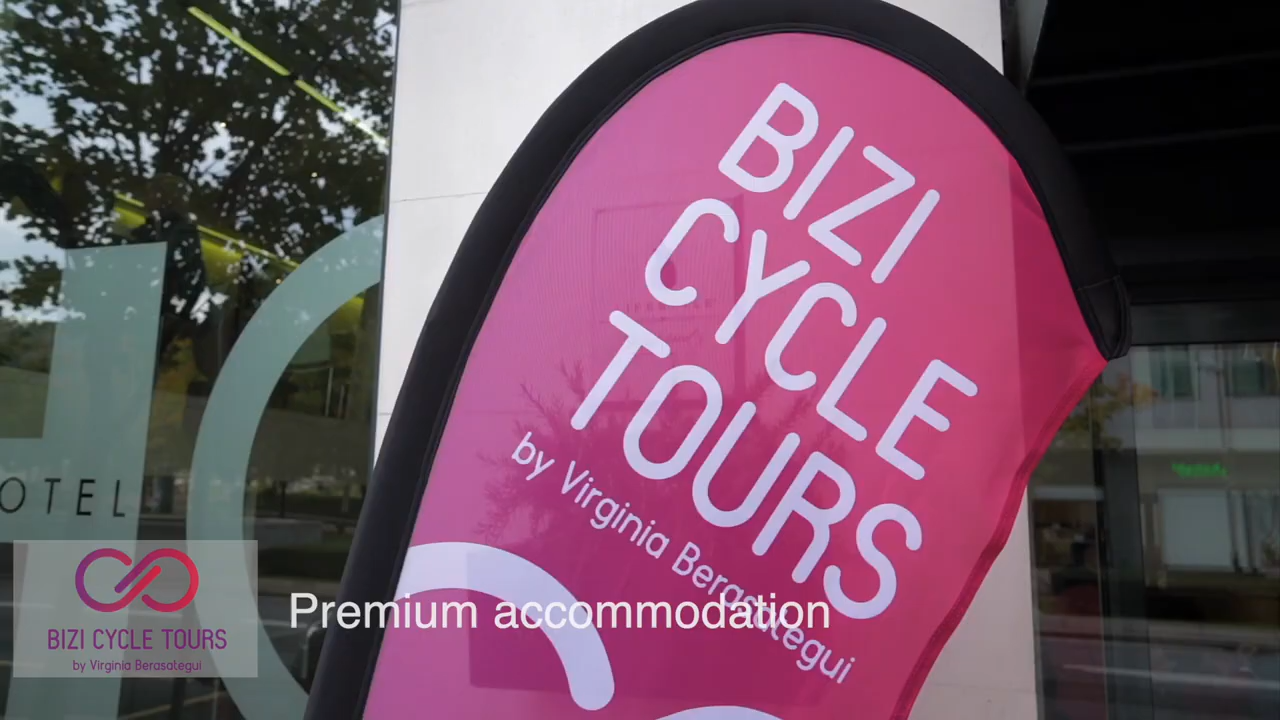 BIZI
CYCLE
TOURS
by Virginia Berasategui
OTEL
Premium accommodation
BIZI CYCLE TOURS
by Virginia Berasategui